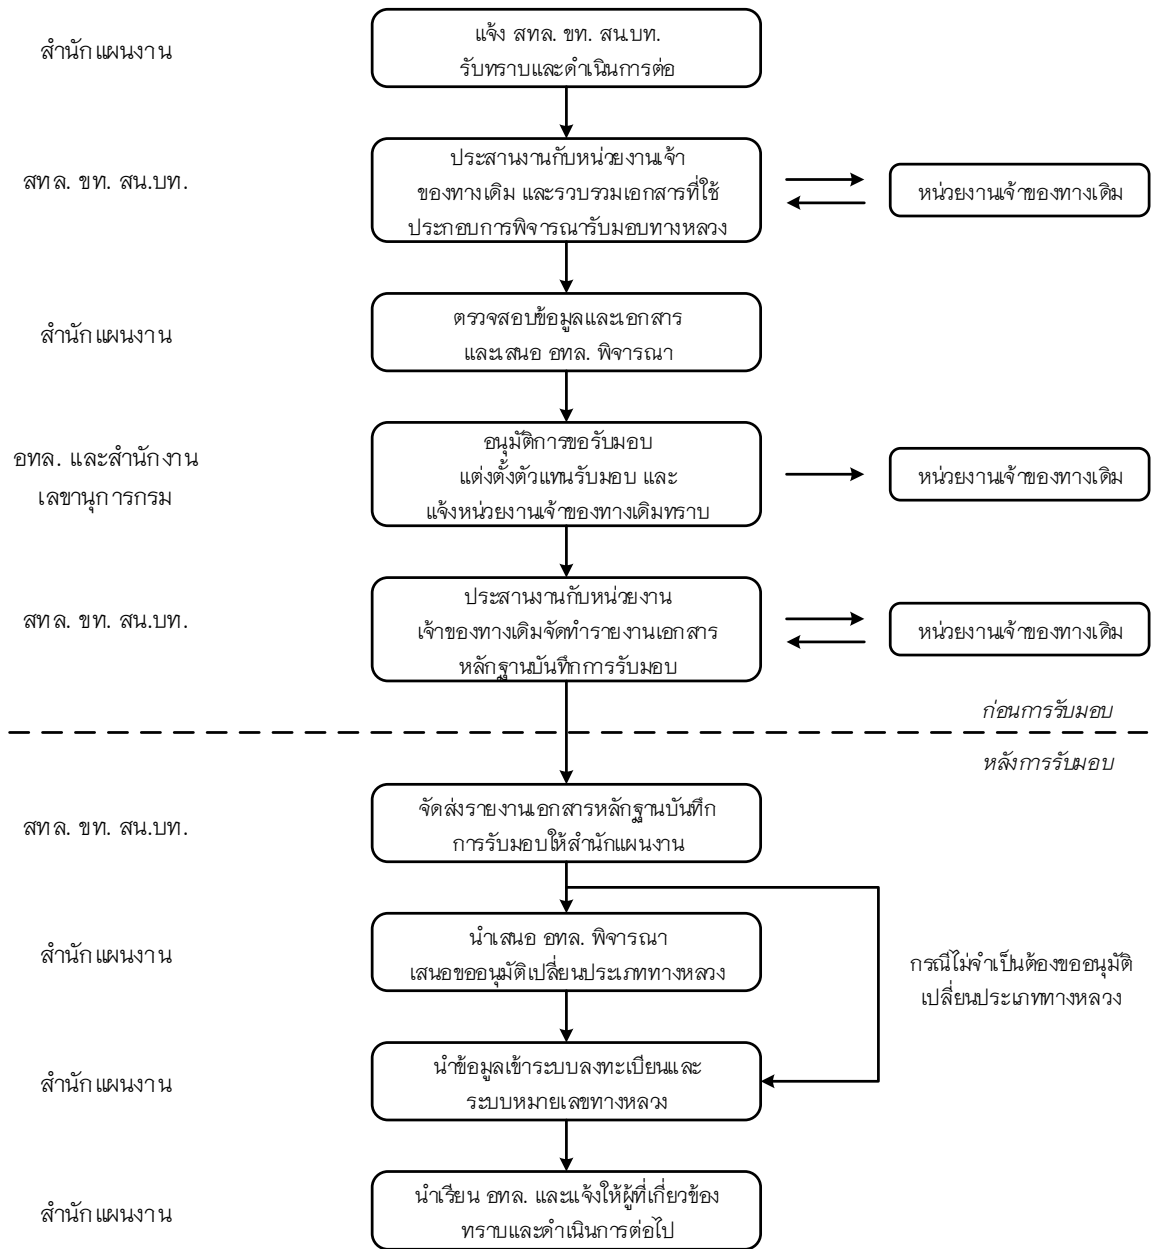 สำนักแผนงาน
แจ้ง สทล. ขท. สน.บท.
รับทราบและดำเนินการต่อ
สทล. ขท. สน.บท.
ประสานงานกับหน่วยงานเจ้า
ของทางเดิม และรวบรวมเอกสารที่ใช้
ประกอบการพิจารณารับมอบทางหลวง
หน่วยงานเจ้าของทางเดิม
สำนักแผนงาน
ตรวจสอบข้อมูลและเอกสาร
และเสนอ อทล. พิจารณา
อทล. และสำนักงาน
เลขานุการกรม
อนุมัติการขอรับมอบ
แต่งตั้งตัวแทนรับมอบ และ
แจ้งหน่วยงานเจ้าของทางเดิมทราบ
หน่วยงานเจ้าของทางเดิม
สทล. ขท. สน.บท.
ประสานงานกับหน่วยงาน
เจ้าของทางเดิมจัดทำรายงานเอกสาร
หลักฐานบันทึกการรับมอบ
หน่วยงานเจ้าของทางเดิม
ก่อนการรับมอบ
หลังการรับมอบ
สทล. ขท. สน.บท.
จัดส่งรายงานเอกสารหลักฐานบันทึก
การรับมอบให้สำนักแผนงาน
สำนักแผนงาน
นำเสนอ อทล. พิจารณา
เสนอขออนุมัติเปลี่ยนประเภททางหลวง
กรณีไม่จำเป็นต้องขออนุมัติ
เปลี่ยนประเภททางหลวง
สำนักแผนงาน
นำข้อมูลเข้าระบบลงทะเบียนและ
ระบบหมายเลขทางหลวง
สำนักแผนงาน
นำเรียน อทล. และแจ้งให้ผู้ที่เกี่ยวข้อง
ทราบและดำเนินการต่อไป